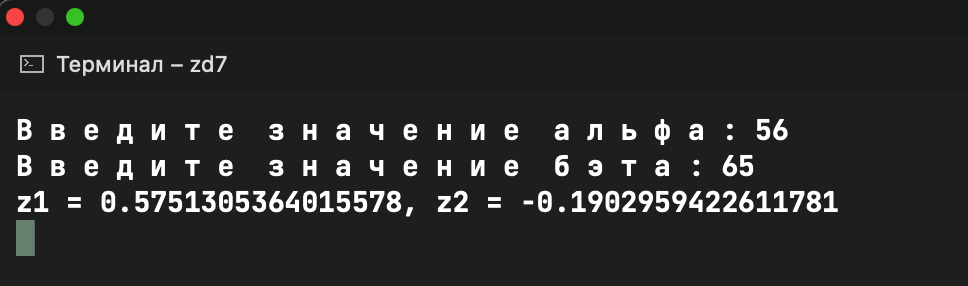 Терминал – zd7
Введите значение альфа: 56
Введите значение бэта: 65
z1 = 0.5751305364015578, z2 = -0.1902959422611781